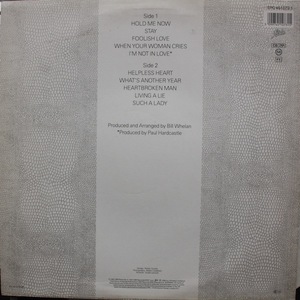 Side 1
HOLD ME NOW
STAY
FOOLISH LOVE
WHEN YOUR WOMAN CRIES
I'M NOT IN LOVE*
Side 2
HELPLESS HEART
WHAT'S ANOTHER YEAR
HEARTBROKEN MAN
LIVING A LIE
SUCH A LADY
Produced and Arranged by Bill Whelan
*Produced by Paul Hardcastle